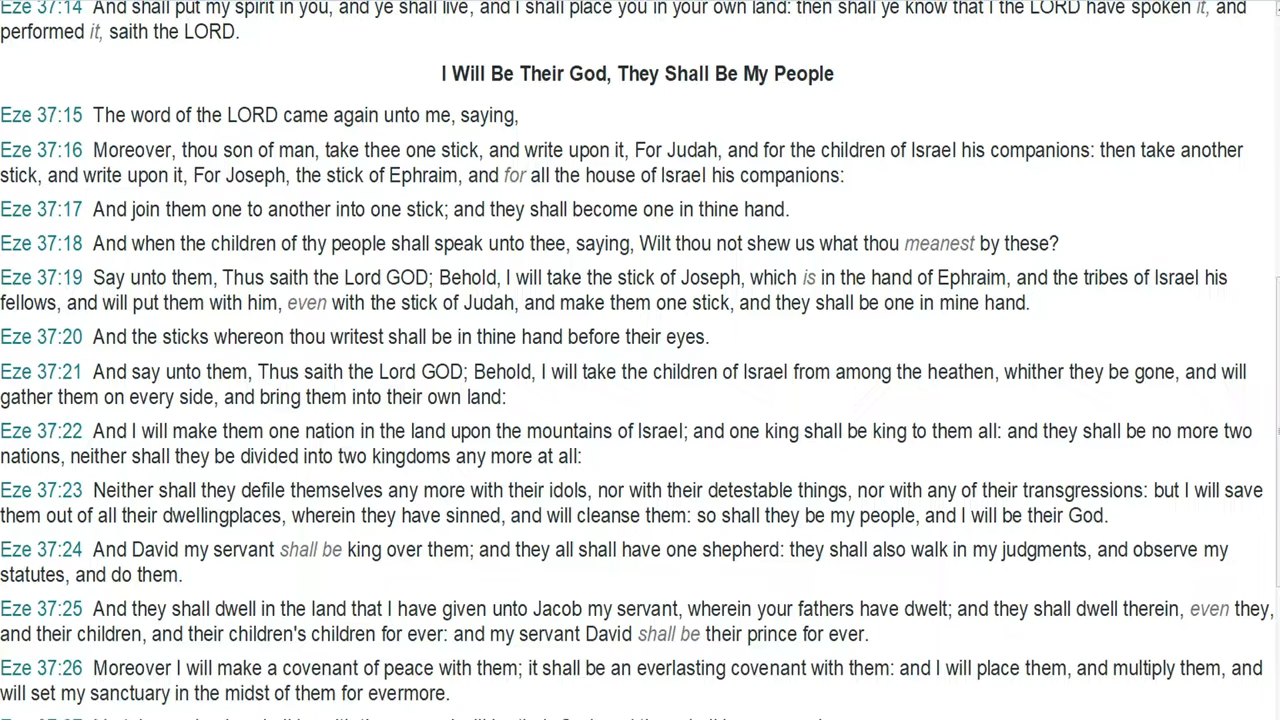 Eze 37:14 And shall put my spirit in you, and ye shall live, and I shall place you in your own land: then shall ye know that I the LORD have spoken it, and
performed it, saith the LORD.
I Will Be Their God, They Shall Be My People
Eze 37:15 The word of the LORD came again unto me, saying,
Eze 37:16 Moreover, thou son of man, take thee one stick, and write upon it, For Judah, and for the children of Israel his companions: then take another
stick, and write upon it, For Joseph, the stick of Ephraim, and for all the house of Israel his companions:
Eze 37:17 And join them one to another into one stick; and they shall become one in thine hand.
Eze 37:18 And when the children of thy people shall speak unto thee, saying, Wilt thou not shew us what thou meanest by these?
Eze 37:19 Say unto them, Thus saith the Lord GOD; Behold, I will take the stick of Joseph, which is in the hand of Ephraim, and the tribes of Israel his
fellows, and will put them with him, even with the stick of Judah, and make them one stick, and they shall be one in mine hand.
Eze 37:20 And the sticks whereon thou writest shall be in thine hand before their eyes.
Eze 37:21 And say unto them, Thus saith the Lord GOD; Behold, I will take the children of Israel from among the heathen, whither they be gone, and will
gather them on every side, and bring them into their own land:
Eze 37:22 And I will make them one nation in the land upon the mountains of Israel; and one king shall be king to them all: and they shall be no more two
nations, neither shall they be divided into two kingdoms any more at all:
Eze 37:23 Neither shall they defile themselves any more with their idols, nor with their detestable things, nor with any of their transgressions: but I will save
them out of all their dwellingplaces, wherein they have sinned, and will cleanse them: so shall they be my people, and I will be their God.
Eze 37:24 And David my servant shall be king over them; and they all shall have one shepherd: they shall also walk in my judgments, and observe my
statutes, and do them.
Eze 37:25 And they shall dwell in the land that I have given unto Jacob my servant, wherein your fathers have dwelt; and they shall dwell therein, even they,
and their children, and their children's children for ever: and my servant David shall be their prince for ever.
Eze 37:26 Moreover I will make a covenant of peace with them; it shall be an everlasting covenant with them: and I will place them, and multiply them, and
will set my sanctuary in the midst of them for evermore.